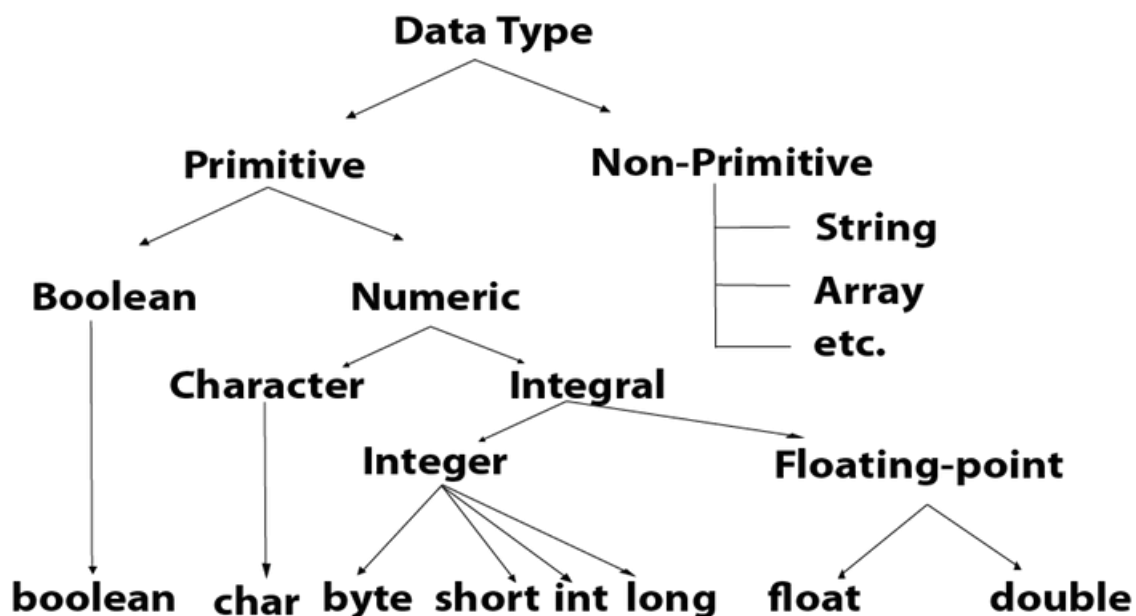 Data Type
Primitive
Non-Primitive
String
Boolean
Numeric
Array
etc.
Character
Integral
Integer
Floating-point
boolean char byte short int long float double